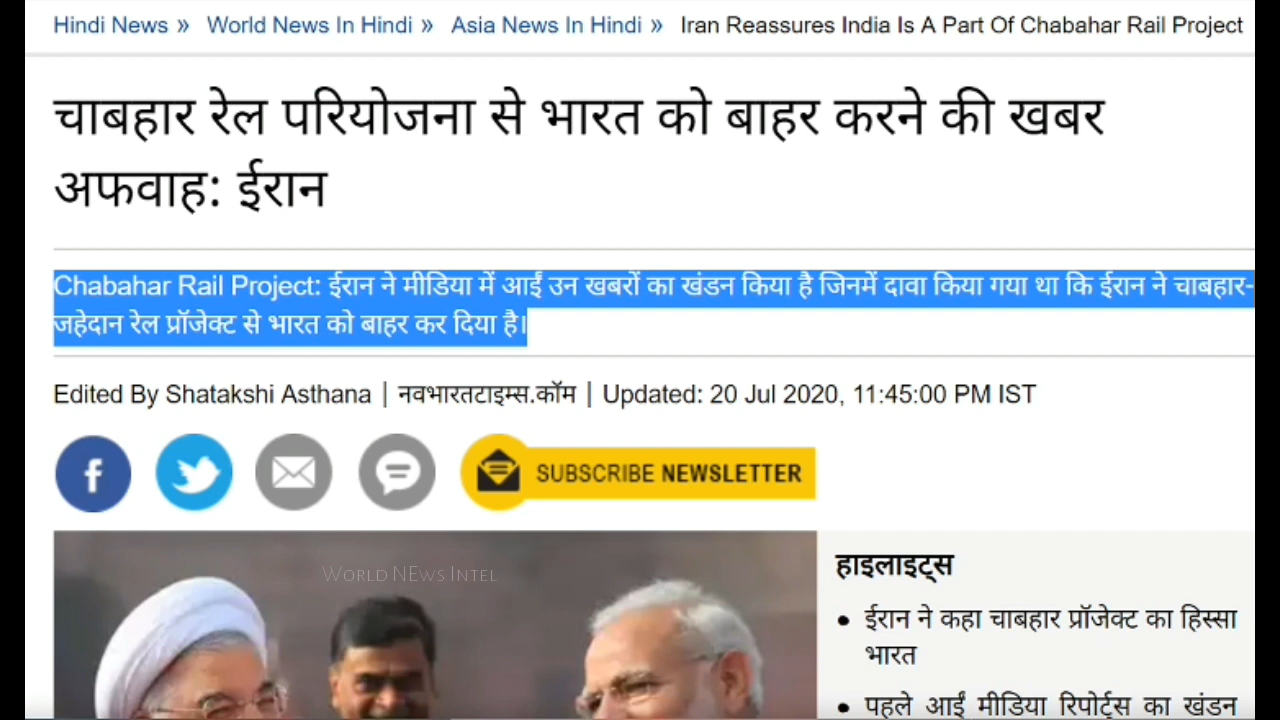 Hindi News » World News In Hindi » Asia News In Hindi » Iran Reassures India Is A Part Of Chabahar Rail Project
चाबहार रेल परियोजना से भारत को बाहर करने की खबर
अफवाह: ईरान
Chabahar Rail Project: ईरान ने मीडिया में आईं उन खबरों का खंडन किया है जिनमें दावा किया गया था कि ईरान ने चाबहार-
जहेदान रेल प्रॉजेक्ट से भारत को बाहर कर दिया है।
Edited By Shatakshi Asthana | नवभारतटाइम्स.कॉम | Updated: 20 Jul 2020, 11:45:00 PM IST
f
SUBSCRIBE NEWSLETTER
World NEws Intel
हाइलाइट्स
• ईरान ने कहा चाबहार प्रॉजेक्ट का हिस्सा
भारत
• पहले आईं मीडिया रिपोर्ट्स का खंडन